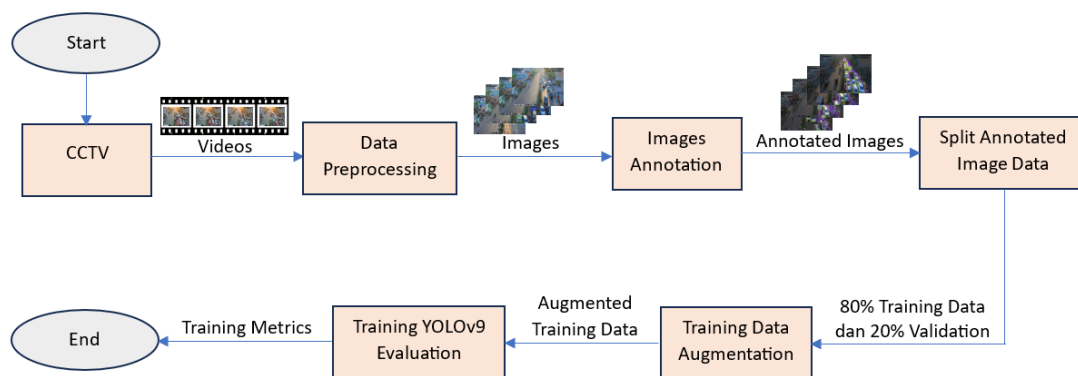 Start
CCTV
Videos
Data
Preprocessing
Images
Images
Annotation
Annotated Images
Split Annotated
Image Data
80% Training Data
dan 20% Validation
Training Data
Augmentation
Augmented
Training Data
Training YOLOv9
Evaluation
Training Metrics
End